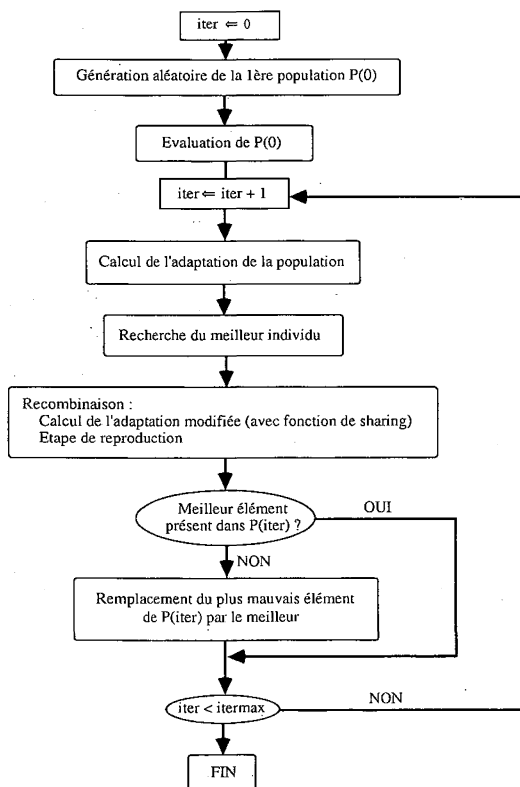 iter ⇐ 0
Génération aléatoire de la 1ère population P(0)
Evaluation de P(0)
iter ⇐ iter + 1
Calcul de l'adaptation de la population
Recherche du meilleur individu
Recombinaison :
Calcul de l'adaptation modifiée (avec fonction de sharing)
Etape de reproduction
Meilleur élément
présent dans P(iter) ?
OUI
NON
Remplacement du plus mauvais élément
de P(iter) par le meilleur
iter < itermax
NON
FIN